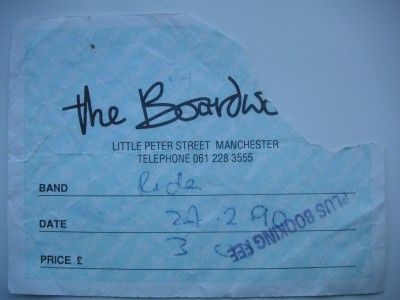 the Boardw
LITTLE PETER STREET MANCHESTER
TELEPHONE 061 228 3555
BAND Ride
DATE 27.2.90
PRICE £ 3
PLUS BOOKING FEE